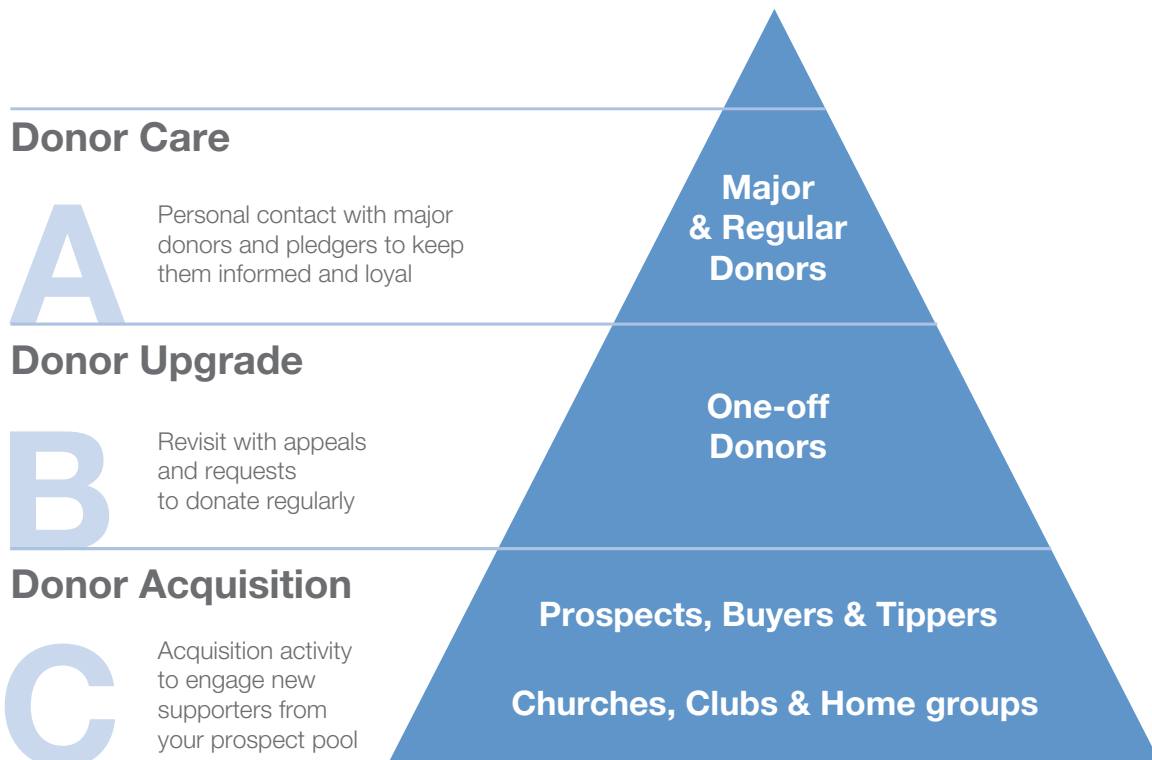 Donor Care
A
Personal contact with major
donors and pledgers to keep
them informed and loyal
Major
& Regular
Donors
Donor Upgrade
B
Revisit with appeals
and requests
to donate regularly
One-off
Donors
Donor Acquisition
C
Acquisition activity
to engage new
supporters from
your prospect pool
Prospects, Buyers & Tippers
Churches, Clubs & Home groups